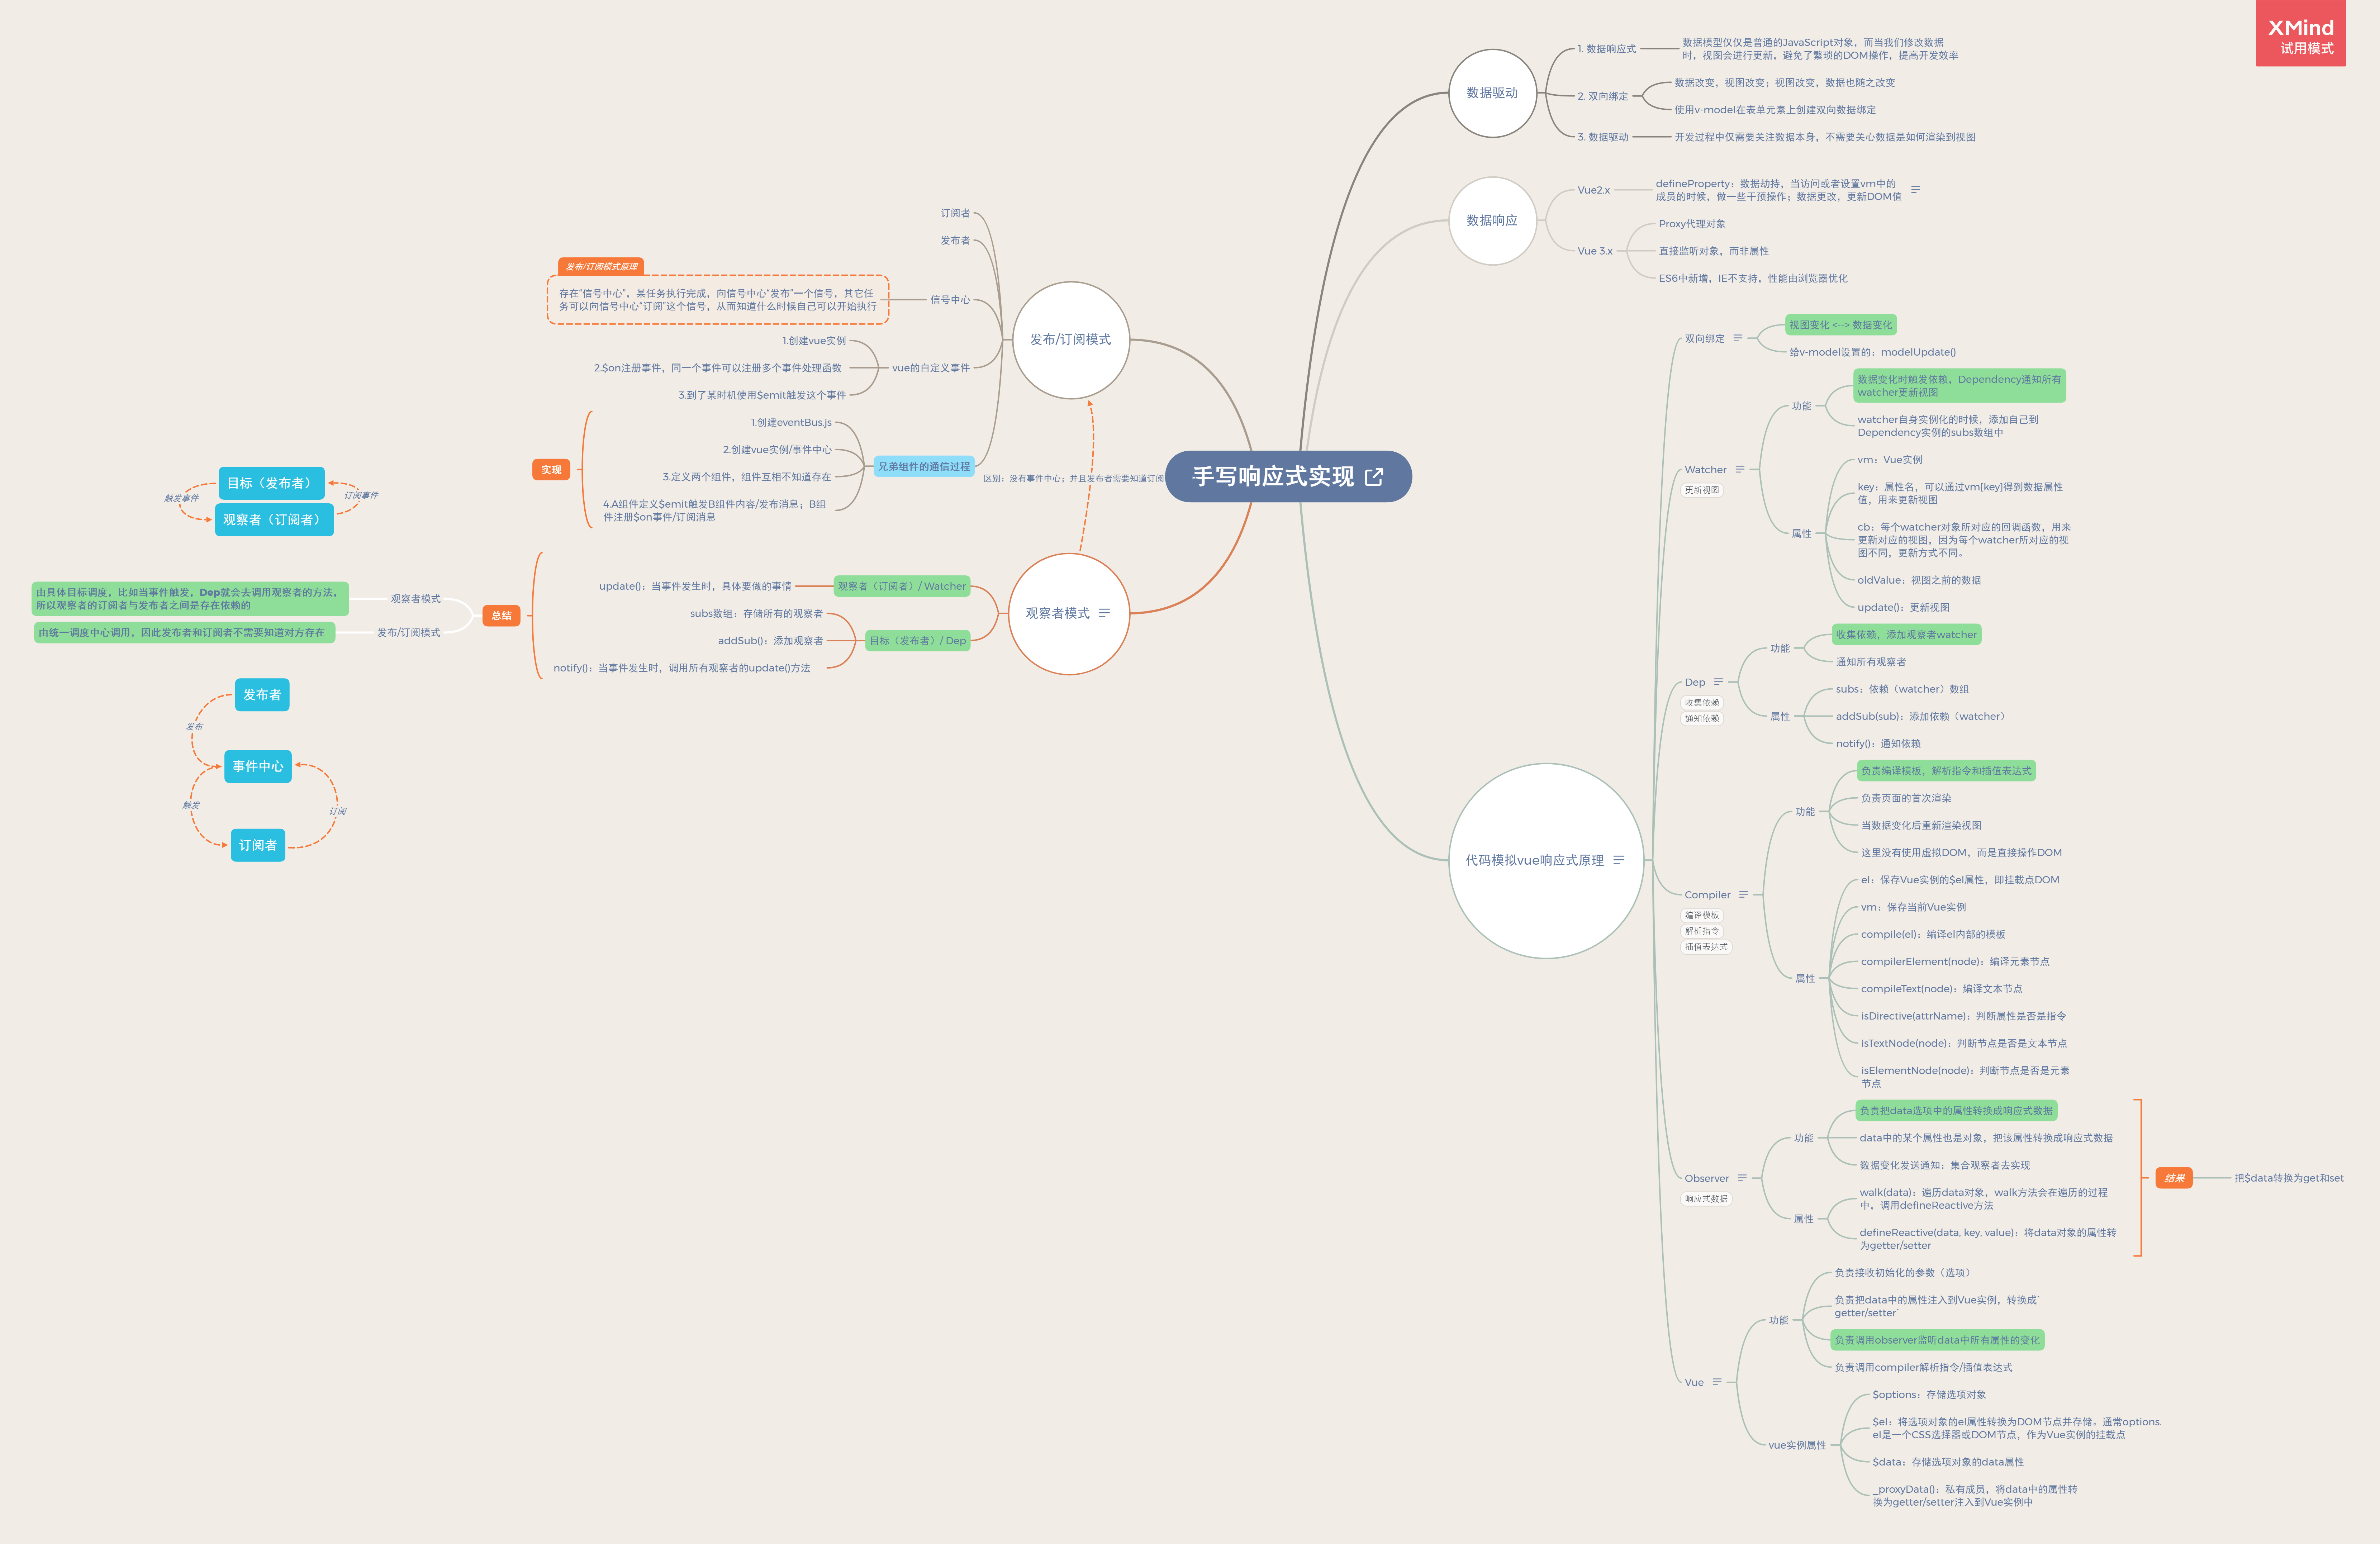 XMind
试用模式
手写响应式实现
数据驱动
1. 数据响应式
数据模型仅仅是普通的JavaScript对象，而当我们修改数据
时，视图会进行更新，避免了繁琐的DOM操作，提高开发效率
2. 双向绑定
数据改变，视图改变；视图改变，数据也随之改变
使用v-model在表单元素上创建双向数据绑定
3. 数据驱动
开发过程中仅需要关注数据本身，不需要关心数据是如何渲染到视图
数据响应
Vue2.x
defineProperty：数据劫持，当访问或者设置vm中的
成员的时候，做一些干预操作；数据更改，更新DOM值
Vue 3.x
Proxy代理对象
直接监听对象，而非属性
ES6中新增，IE不支持，性能由浏览器优化
代码模拟vue响应式原理
双向绑定
视图变化 <--> 数据变化
给v-model设置的：modelUpdate()
Watcher
更新视图
功能
数据变化时触发依赖，Dependency通知所有
watcher更新视图
watcher自身实例化的时候，添加自己到
Dependency实例的subs数组中
属性
vm：Vue实例
key：属性名，可以通过vm[key]得到数据属性
值，用来更新视图
cb：每个watcher对象所对应的回调函数，用来
更新对应的视图，因为每个watcher所对应的视
图不同，更新方式不同。
oldValue：视图之前的数据
update()：更新视图
Dep
收集依赖
通知依赖
功能
收集依赖，添加观察者watcher
通知所有观察者
属性
subs：依赖（watcher）数组
addSub(sub)：添加依赖（watcher）
notify()：通知依赖
Compiler
编译模板
解析指令
插值表达式
功能
负责编译模板，解析指令和插值表达式
负责页面的首次渲染
当数据变化后重新渲染视图
这里没有使用虚拟DOM，而是直接操作DOM
属性
el：保存Vue实例的$el属性，即挂载点DOM
vm：保存当前Vue实例
compile(el)：编译el内部的模板
compilerElement(node)：编译元素节点
compileText(node)：编译文本节点
isDirective(attrName)：判断属性是否是指令
isTextNode(node)：判断节点是否是文本节点
isElementNode(node)：判断节点是否是元素
节点
Observer
响应式数据
功能
负责把data选项中的属性转换成响应式数据
data中的某个属性也是对象，把该属性转换成响应式数据
数据变化发送通知：集合观察者去实现
属性
walk(data)：遍历data对象，walk方法会在遍历的过程
中，调用defineReactive方法
defineReactive(data, key, value)：将data对象的属性转
为getter/setter
结果
把$data转换为get和set
Vue
功能
负责接收初始化的参数（选项）
负责把data中的属性注入到Vue实例，转换成`
getter/setter`
负责调用observer监听data中所有属性的变化
负责调用compiler解析指令/插值表达式
vue实例属性
$options：存储选项对象
$el：将选项对象的el属性转换为DOM节点并存储。通常options.
el是一个CSS选择器或DOM节点，作为Vue实例的挂载点
$data：存储选项对象的data属性
_proxyData()：私有成员，将data中的属性转
换为getter/setter注入到Vue实例中
发布/订阅模式
订阅者
发布者
信号中心
发布/订阅模式原理
存在“信号中心”，某任务执行完成，向信号中心“发布”一个信号，其它任
务可以向信号中心“订阅”这个信号，从而知道什么时候自己可以开始执行
vue的自定义事件
1.创建vue实例
2.$on注册事件，同一个事件可以注册多个事件处理函数
3.到了某时机使用$emit触发这个事件
兄弟组件的通信过程
1.创建eventBus.js
2.创建vue实例/事件中心
3.定义两个组件，组件互相不知道存在
4.A组件定义$emit触发B组件内容/发布消息；B组
件注册$on事件/订阅消息
实现
区别：没有事件中心；并且发布者需要知道订阅
观察者模式
观察者（订阅者）/ Watcher
update()：当事件发生时，具体要做的事情
目标（发布者）/ Dep
subs数组：存储所有的观察者
addSub()：添加观察者
notify()：当事件发生时，调用所有观察者的update()方法
总结
观察者模式
由具体目标调度，比如当事件触发，Dep就会去调用观察者的方法，
所以观察者的订阅者与发布者之间是存在依赖的
发布/订阅模式
由统一调度中心调用，因此发布者和订阅者不需要知道对方存在
目标（发布者）
触发事件
订阅事件
观察者（订阅者）
发布者
发布
事件中心
触发
订阅
订阅者